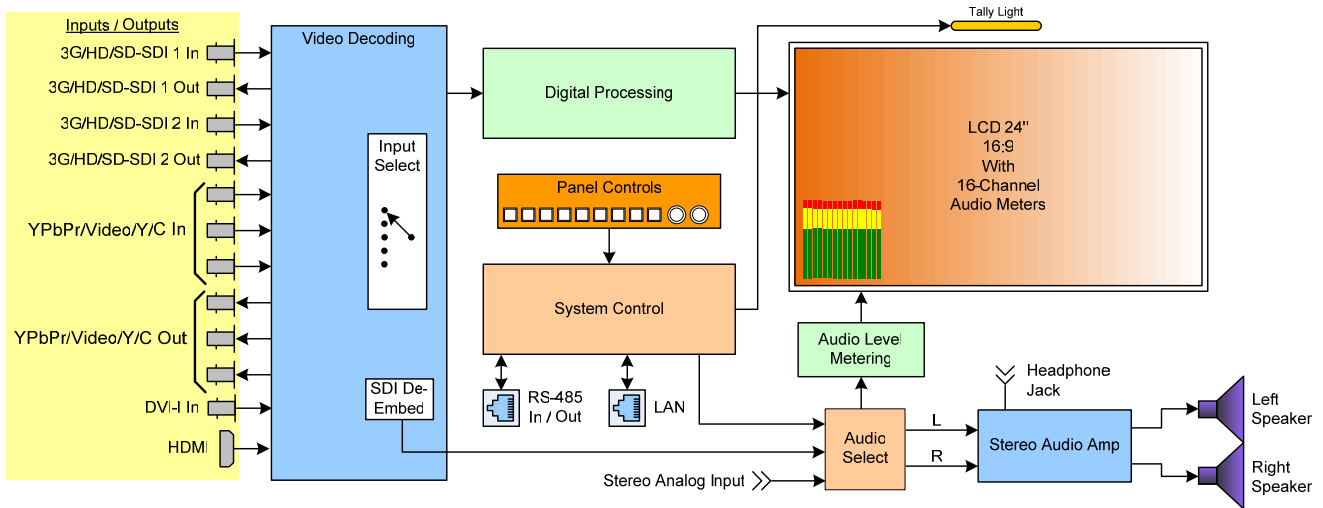 Inputs / Outputs
3G/HD/SD-SDI 1 In
3G/HD/SD-SDI 1 Out
3G/HD/SD-SDI 2 In
3G/HD/SD-SDI 2 Out
YPbPr/Video/Y/C In
YPbPr/Video/Y/C Out
DVI-I In
HDMI
Video Decoding
Input
Select
SDI De-
Embed
Digital Processing
Panel Controls
System Control
RS-485
In / Out
LAN
Stereo Analog Input
Tally Light
LCD 24"
16:9
With
16-Channel
Audio Meters
Audio Level
Metering
Audio
Select
L
R
Headphone
Jack
Stereo Audio Amp
Left
Speaker
Right
Speaker